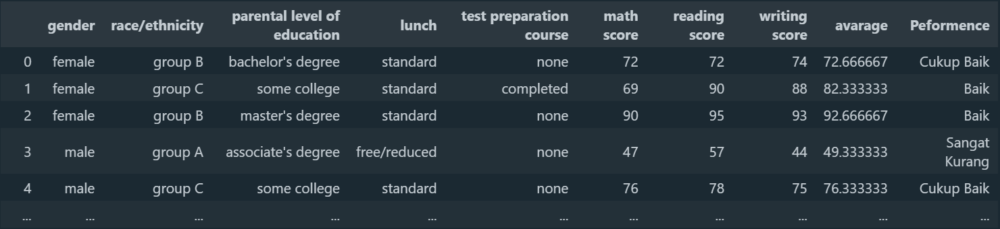 gender race/ethnicity parental level of education lunch test preparation course math score reading score writing score avarage Peformence
0 female group B bachelor's degree standard none 72 72 74 72.666667 Cukup Baik
1 female group C some college standard completed 69 90 88 82.333333 Baik
2 female group B master's degree standard none 90 95 93 92.666667 Baik
3 male group A associate's degree free/reduced none 47 57 44 49.333333 Sangat Kurang
4 male group C some college standard none 76 78 75 76.333333 Cukup Baik
... ... ... ... ... ... ... ... ... ... ...